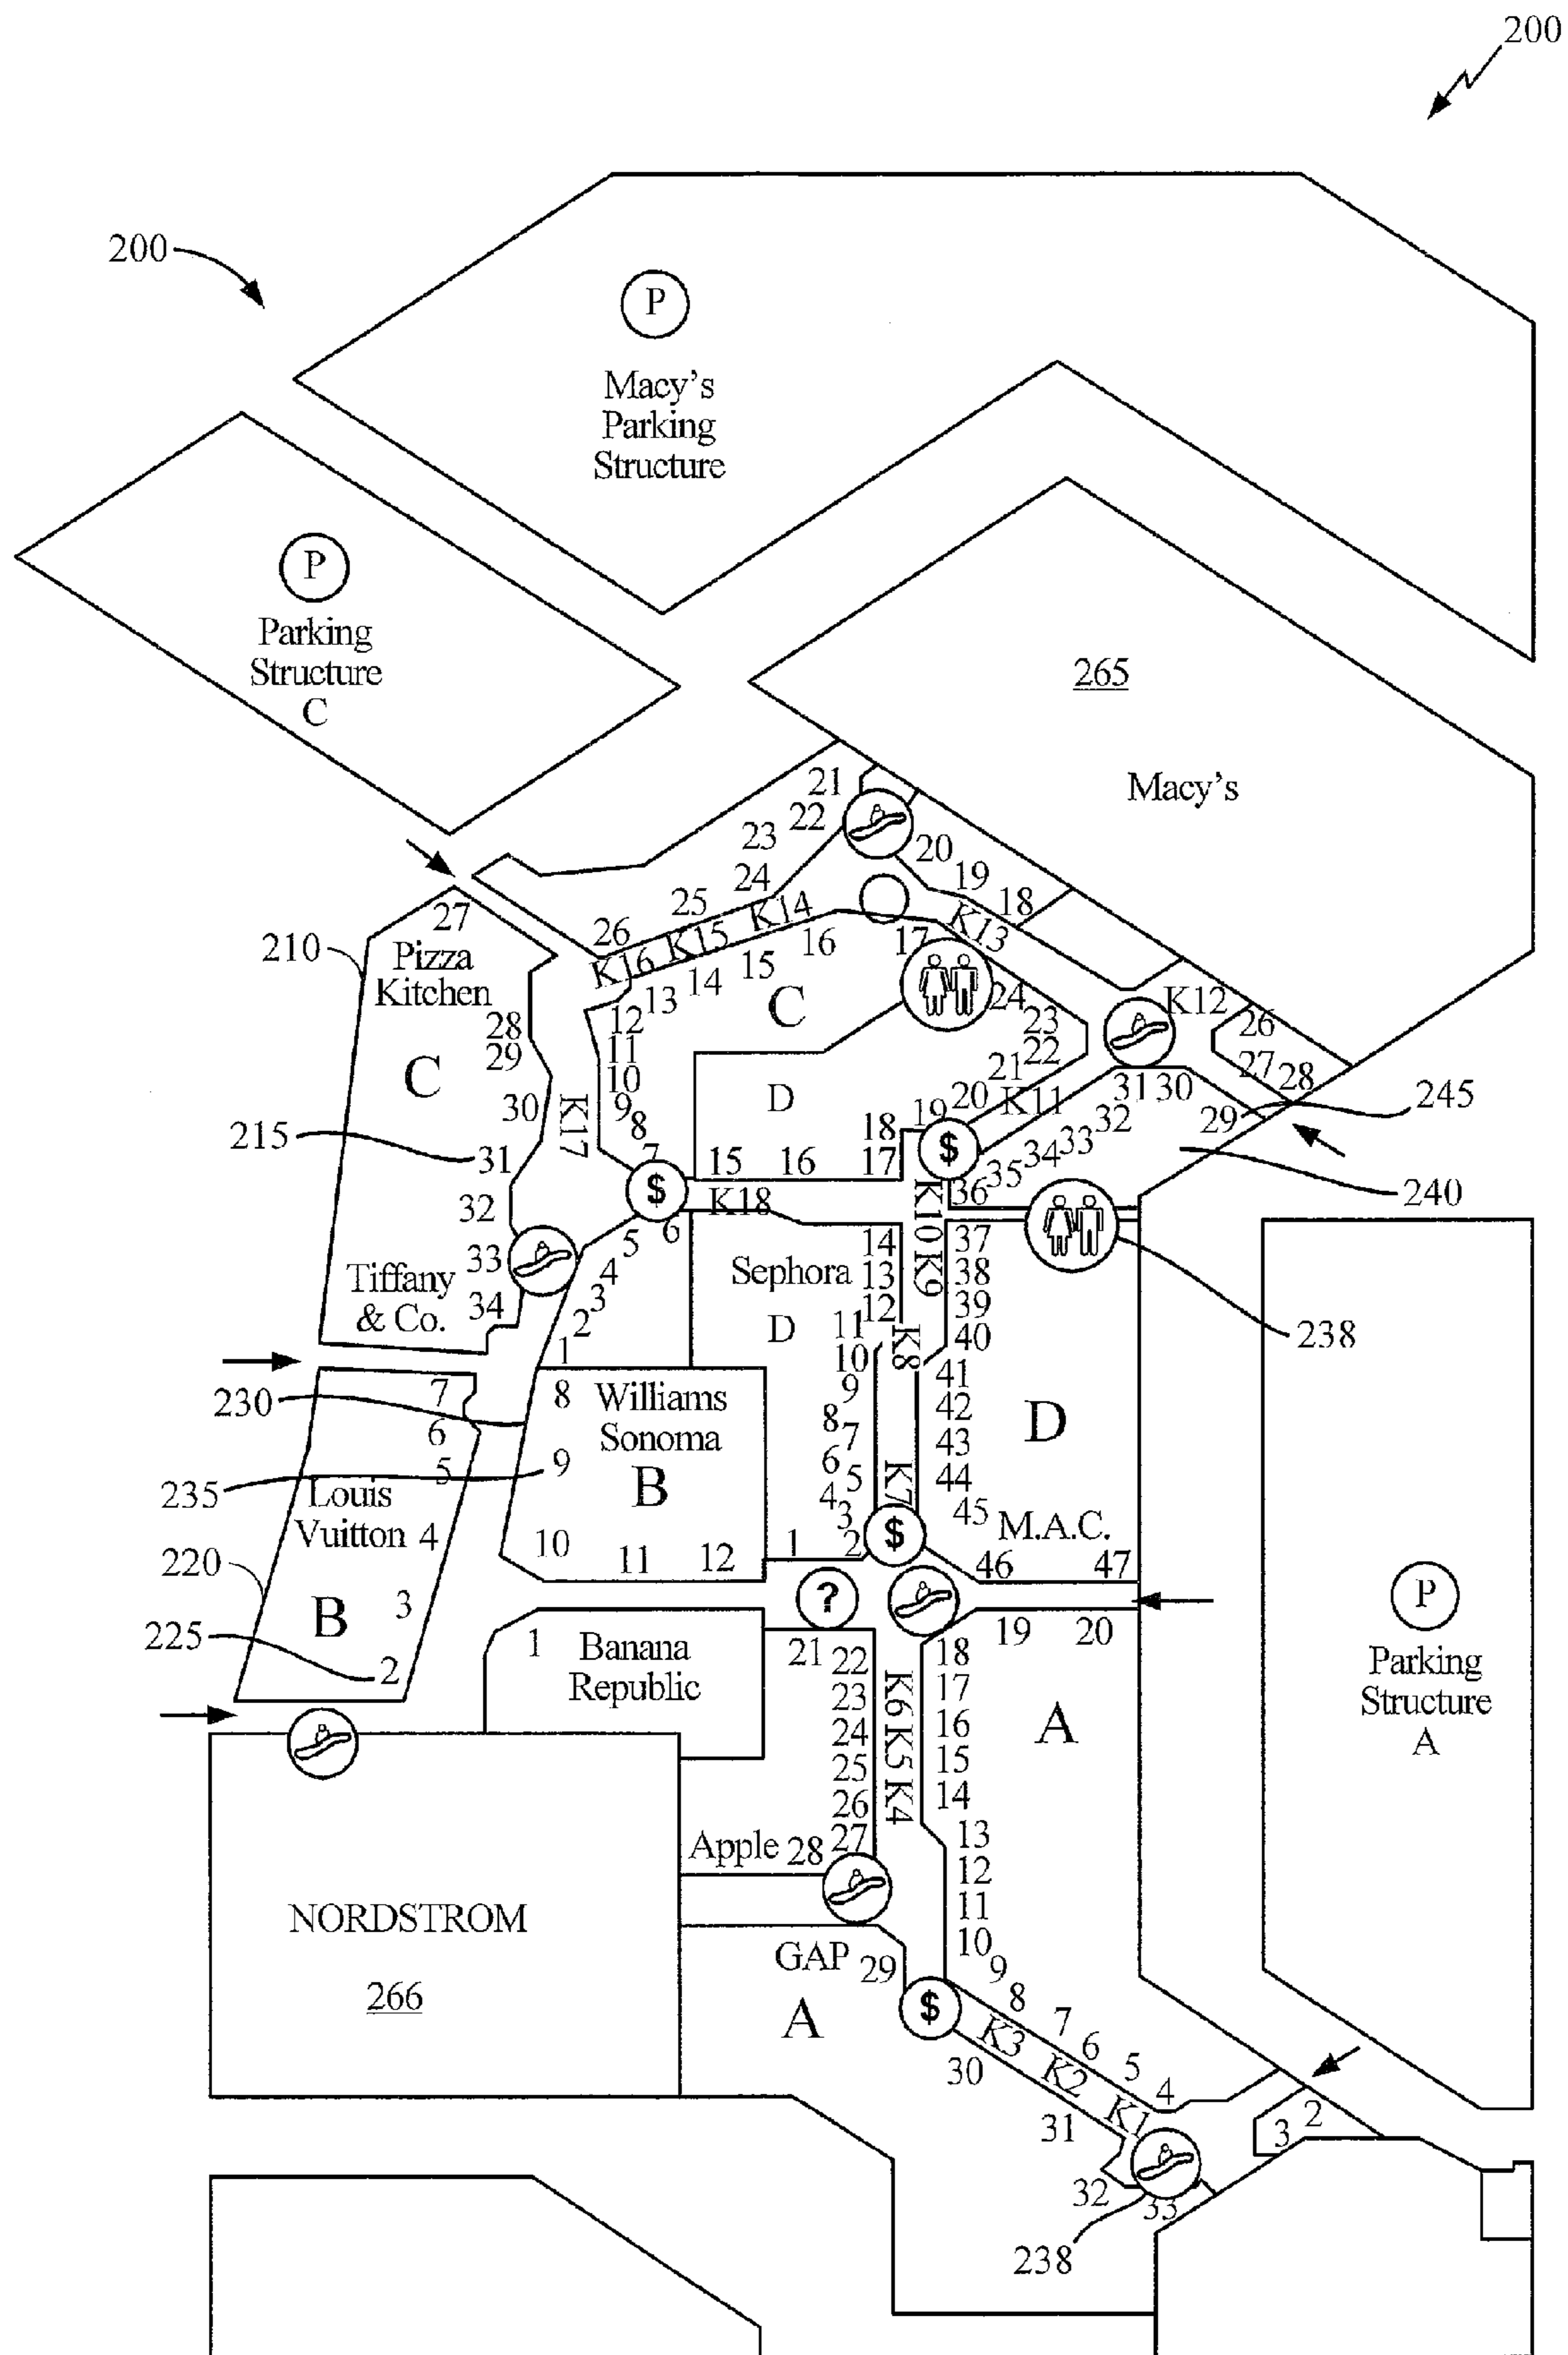 200
200
P
Macy's
Parking
Structure
P
Parking
Structure
C
265
Macy's
21
22
23
24
25
26
20
19
18
K13
K14
K15
K16
27
Pizza
Kitchen
210
C
28
29
30
31
32
33
34
215
K17
Tiffany
& Co.
17
16
15
14
13
12
11
10
9
8
7
C
24
23
22
21
20
19
18
17
16
15
D
K12
26
27
28
29
30
31
32
33
34
35
36
K11
245
240
$
$
K18
6
5
4
3
2
1
K10
K9
K8
K7
14
13
12
11
10
9
8
7
6
5
4
3
2
1
Sephora
D
37
38
39
40
41
42
43
44
45
46
47
D
M.A.C.
238
230
235
8
9
10
11
12
Williams
Sonoma
B
7
6
5
4
3
2
Louis
Vuitton
B
220
225
$
?
P
Parking
Structure
A
1
Banana
Republic
21
22
23
24
25
26
27
28
Apple
K6
K5
K4
20
19
18
17
16
15
14
13
12
11
10
9
8
7
6
5
4
A
NORDSTROM
266
GAP
29
A
$
K3
K2
K1
30
31
32
33
2
3
238